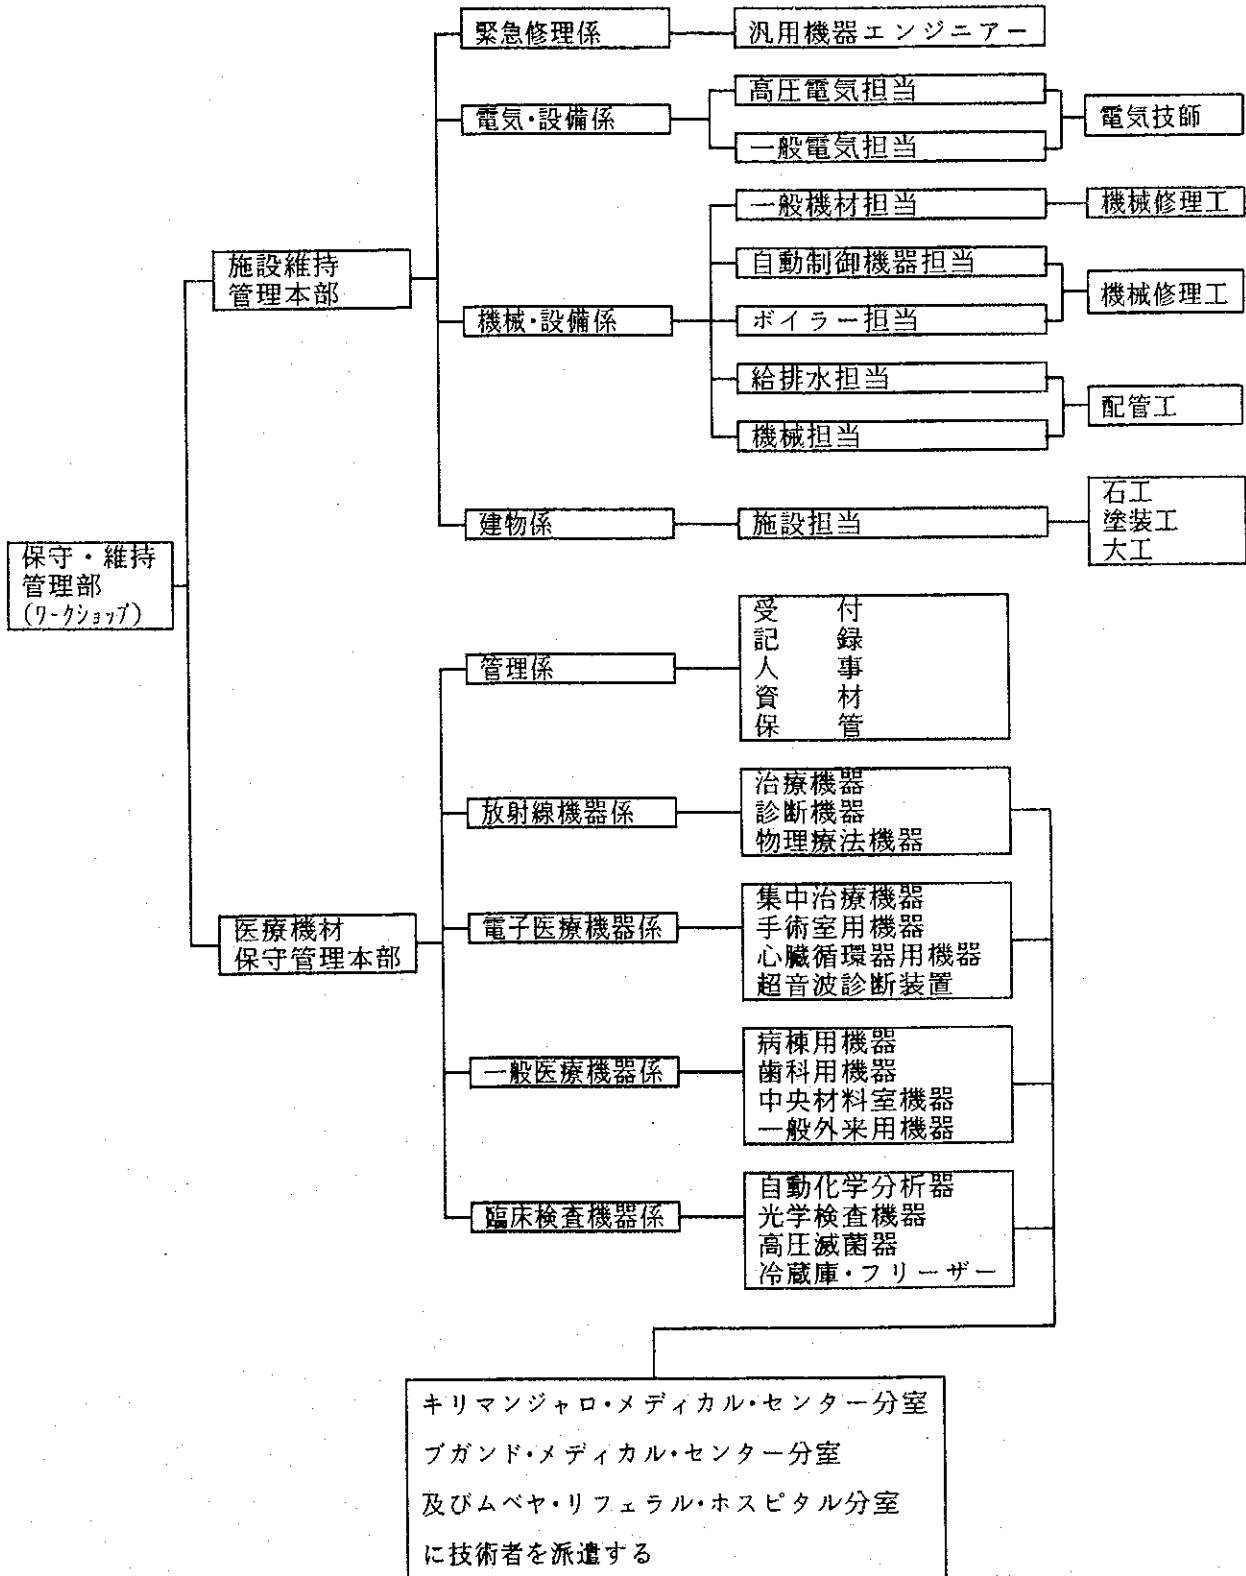 緊急修理係
汎用機器エンジニアー
電気・設備係
高圧電気担当
一般電気担当
電気技師
施設維持
管理本部
機械・設備係
一般機材担当
機械修理工
自動制御機器担当
ボイラー担当
機械修理工
給排水担当
機械担当
配管工
建物係
施設担当
石工
塗装工
大工
保守・維持
管理部
(ワークショップ)
管理係
受　付
記　録
人　事
資　材
保　管
放射線機器係
治療機器
診断機器
物理療法機器
医療機材
保守管理本部
電子医療機器係
集中治療機器
手術室用機器
心臓循環器用機器
超音波診断装置
一般医療機器係
病棟用機器
歯科用機器
中央材料室機器
一般外来用機器
臨床検査機器係
自動化学分析器
光学検査機器
高圧滅菌器
冷蔵庫・フリーザー
キリマンジャロ・メディカル・センター分室
ブガンド・メディカル・センター分室
及びムベヤ・リフェラル・ホスピタル分室
に技術者を派遣する